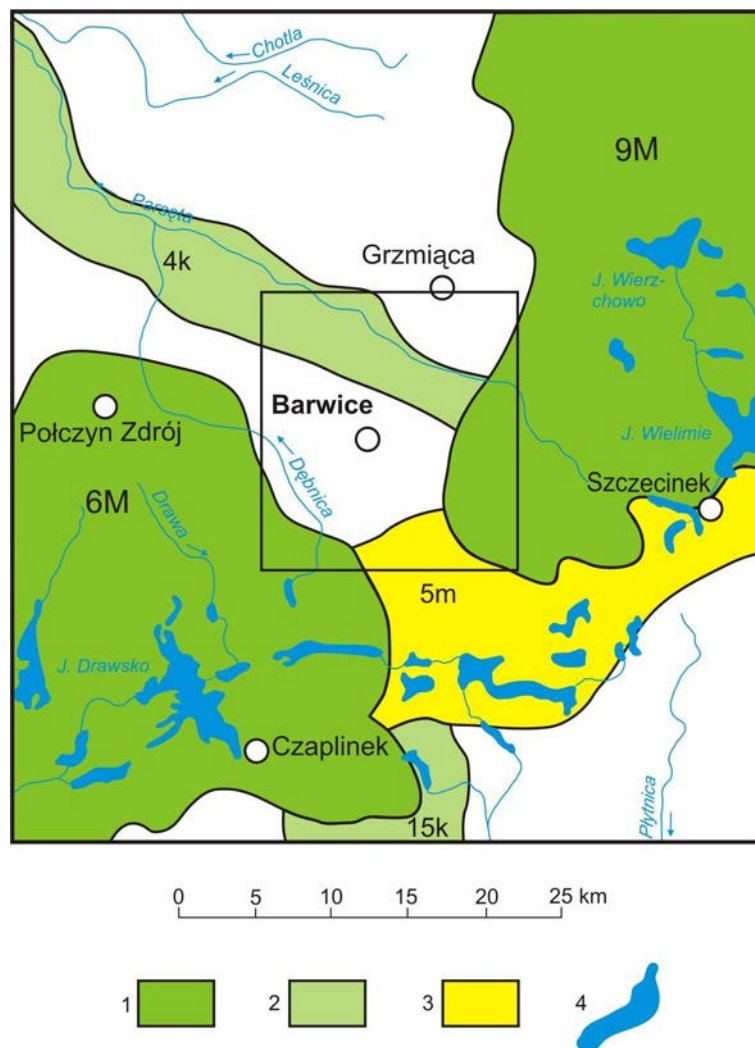 Chotla
Leśnica
9M
Parsęta
4k
Grzmiąca
J. Wierz-
chowo
Barwice
Połczyn Zdrój
J. Wielimie
Dębnica
Szczecinek
6M
Drawa
5m
J. Drawsko
Czaplinek
15k
Płytnica
0 5 10 15 20 25 km
1 2 3 4